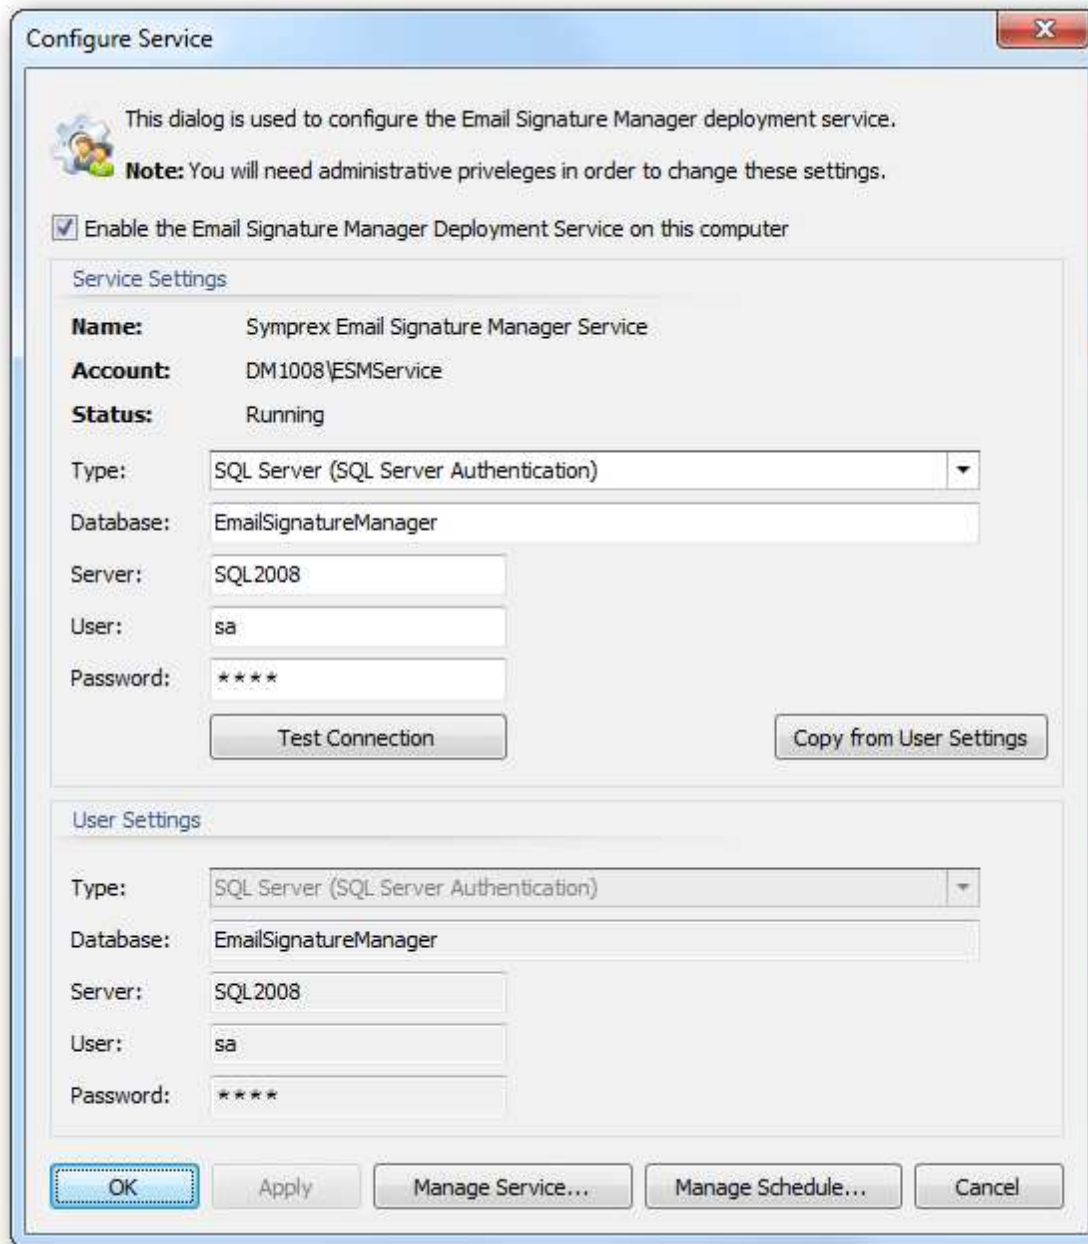 Configure Service
This dialog is used to configure the Email Signature Manager deployment service.
Note: You will need administrative priveleges in order to change these settings.
Enable the Email Signature Manager Deployment Service on this computer
Service Settings
Name: Symprex Email Signature Manager Service
Account: DM1008\ESMService
Status: Running
Type: SQL Server (SQL Server Authentication)
Database: EmailSignatureManager
Server: SQL2008
User: sa
Password: ****
Test Connection Copy from User Settings
User Settings
Type: SQL Server (SQL Server Authentication)
Database: EmailSignatureManager
Server: SQL2008
User: sa
Password: ****
OK Apply Manage Service... Manage Schedule... Cancel